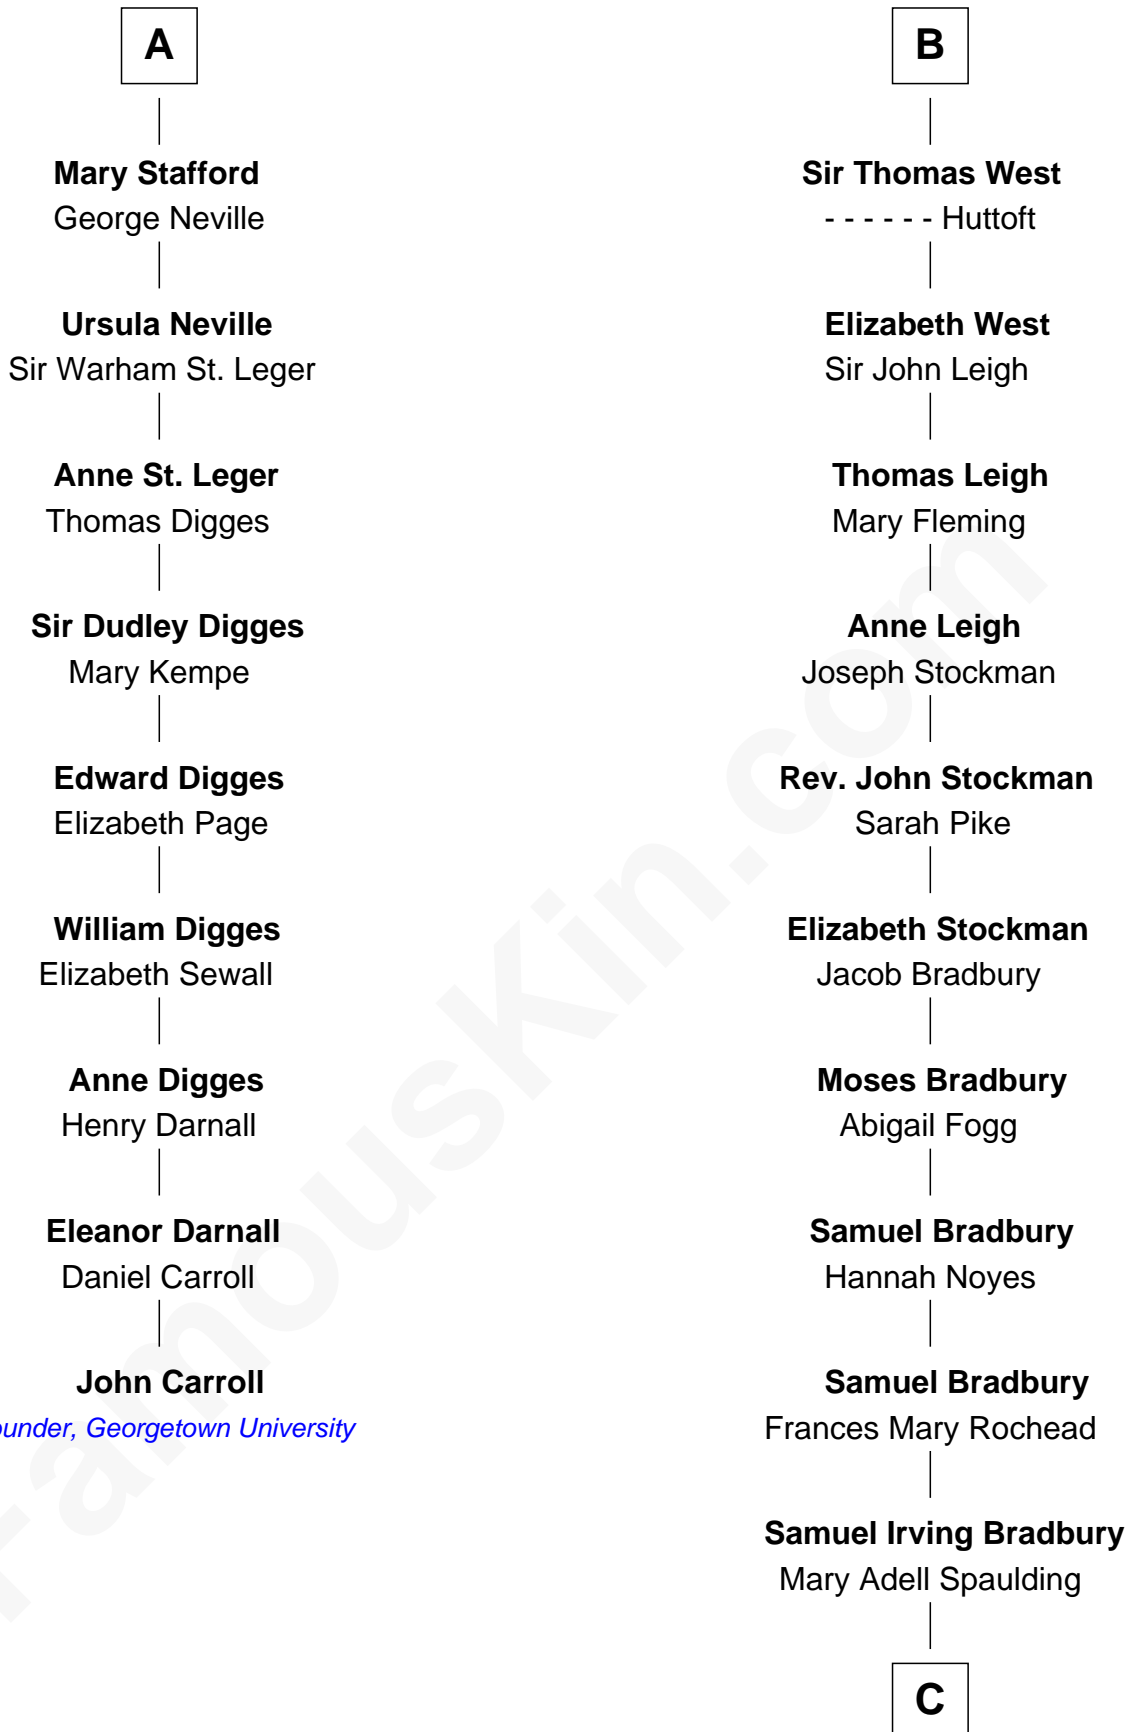 A
Mary Stafford
George Neville
Ursula Neville
Sir Warham St. Leger
Anne St. Leger
Thomas Digges
Sir Dudley Digges
Mary Kempe
Edward Digges
Elizabeth Page
William Digges
Elizabeth Sewall
Anne Digges
Henry Darnall
Eleanor Darnall
Daniel Carroll
John Carroll
ounder, Georgetown University
B
Sir Thomas West
- - - - - - Huttoft
Elizabeth West
Sir John Leigh
Thomas Leigh
Mary Fleming
Anne Leigh
Joseph Stockman
Rev. John Stockman
Sarah Pike
Elizabeth Stockman
Jacob Bradbury
Moses Bradbury
Abigail Fogg
Samuel Bradbury
Hannah Noyes
Samuel Bradbury
Frances Mary Rochead
Samuel Irving Bradbury
Mary Adell Spaulding
C
FamousKin.com